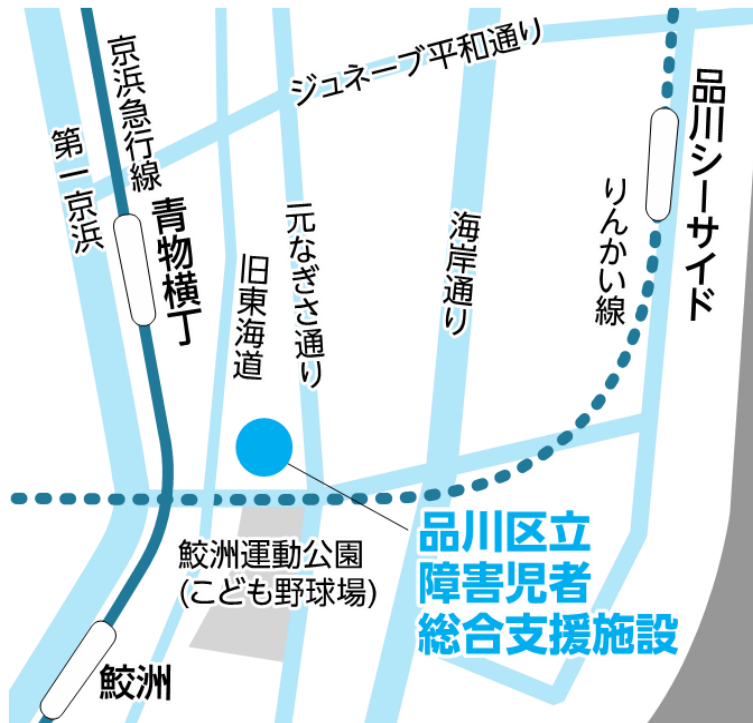 ジュネーブ平和通り
京浜急行線
第一京浜
青物横丁
旧東海道
元なぎさ通り
海岸通り
りんかい線
品川シーサイド
鮫洲運動公園
(こども野球場)
品川区立
障害児者
総合支援施設
鮫洲